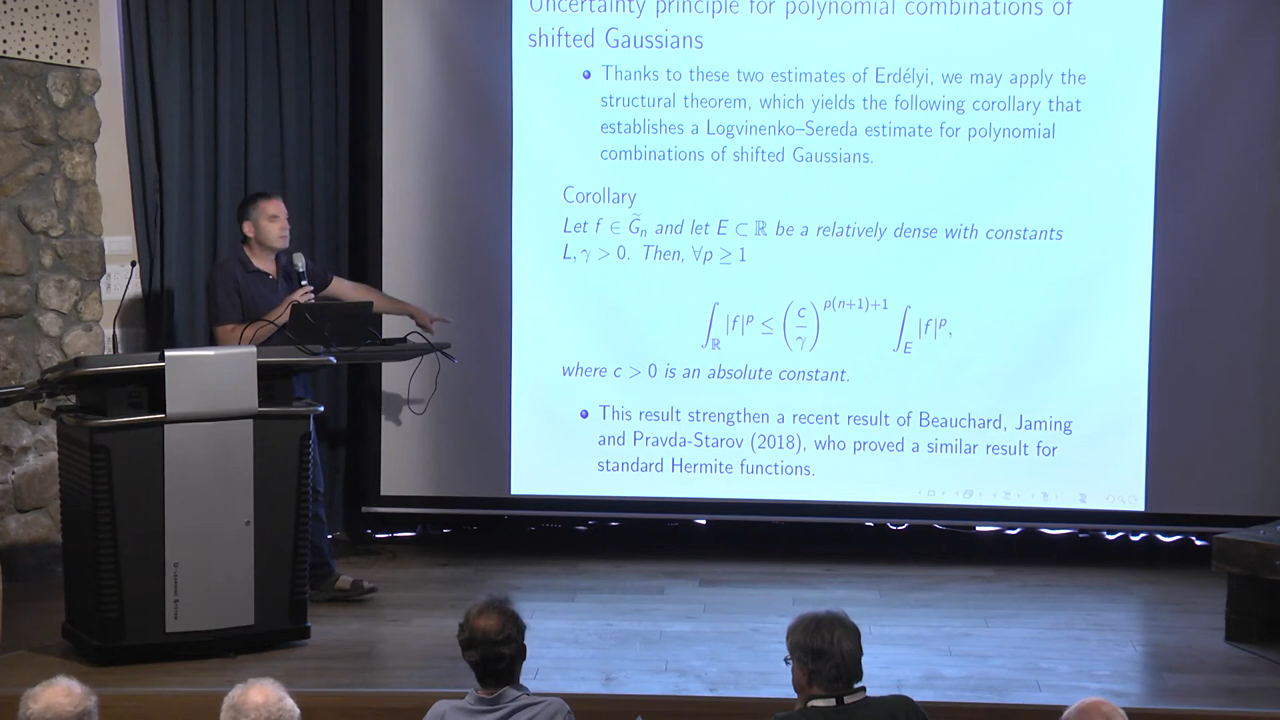 Uncertainty principle for polynomial combinations of
shifted Gaussians
Thanks to these two estimates of Erdélyi, we may apply the
structural theorem, which yields the following corollary that
establishes a Logvinenko–Sereda estimate for polynomial
combinations of shifted Gaussians.
Corollary
Let f ∈ G̃ₙ and let E ⊂ ℝ be a relatively dense with constants
L, γ > 0. Then, ∀p ≥ 1
∫_ℝ |f|^p ≤ (c/γ)^{p(n+1)+1} ∫_E |f|^p,
where c > 0 is an absolute constant.
This result strengthen a recent result of Beauchard, Jaming
and Pravda-Starov (2018), who proved a similar result for
standard Hermite functions.